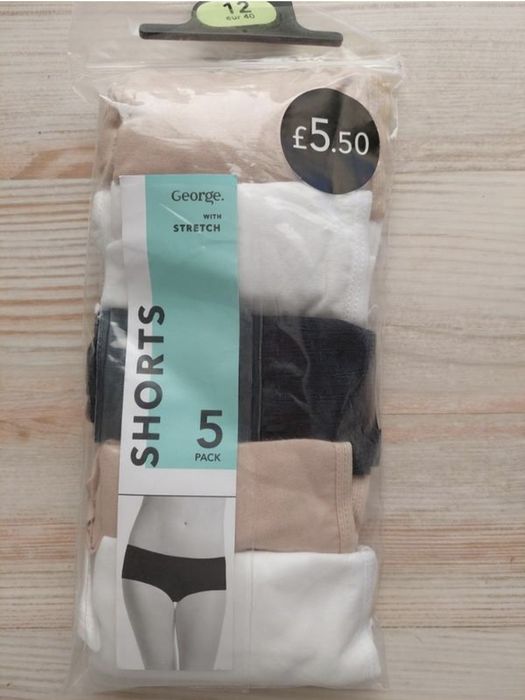 12
eur 40
£5.50
George.
WITH
STRETCH
SHORTS
5
PACK